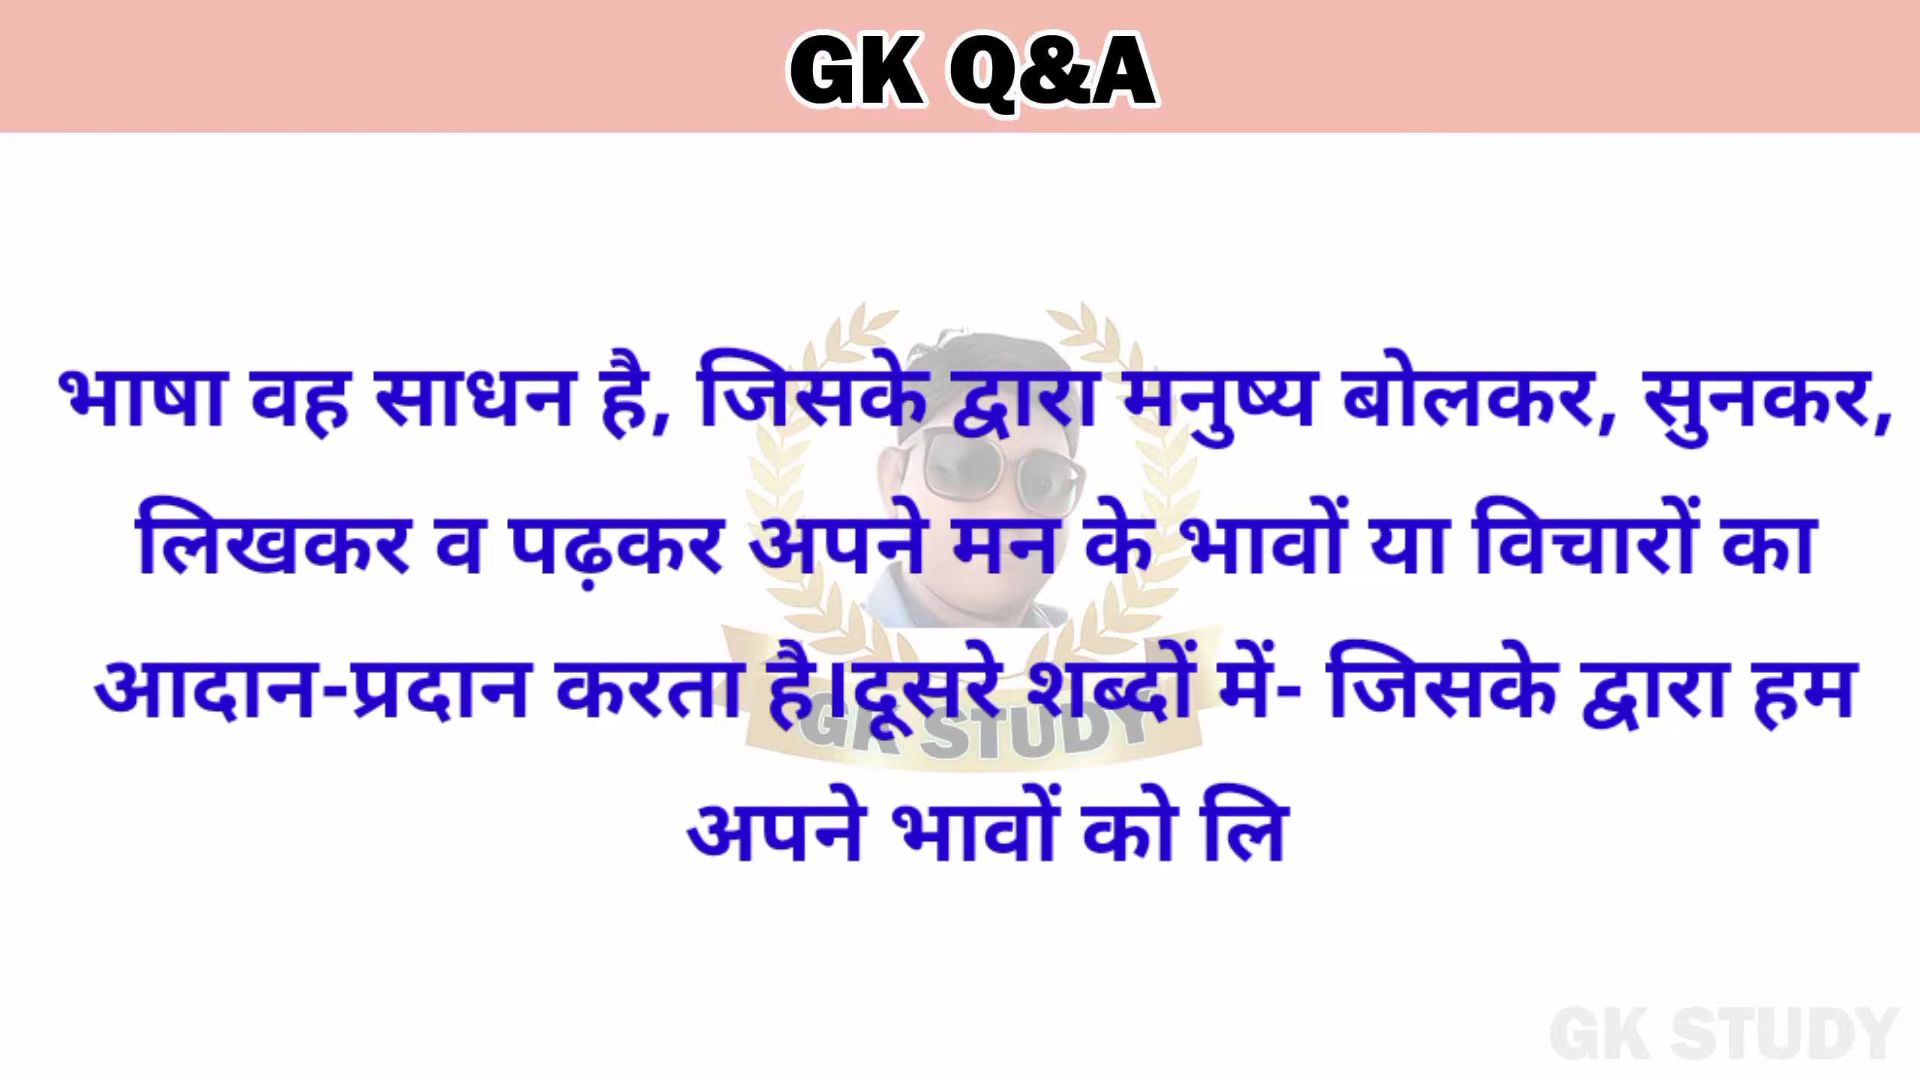 GK Q&A
भाषा वह साधन है, जिसके द्वारा मनुष्य बोलकर, सुनकर,
लिखकर व पढ़कर अपने मन के भावों या विचारों का
आदान-प्रदान करता है।दूसरे शब्दों में- जिसके द्वारा हम
GK STUDY
अपने भावों को लि
GK STUDY